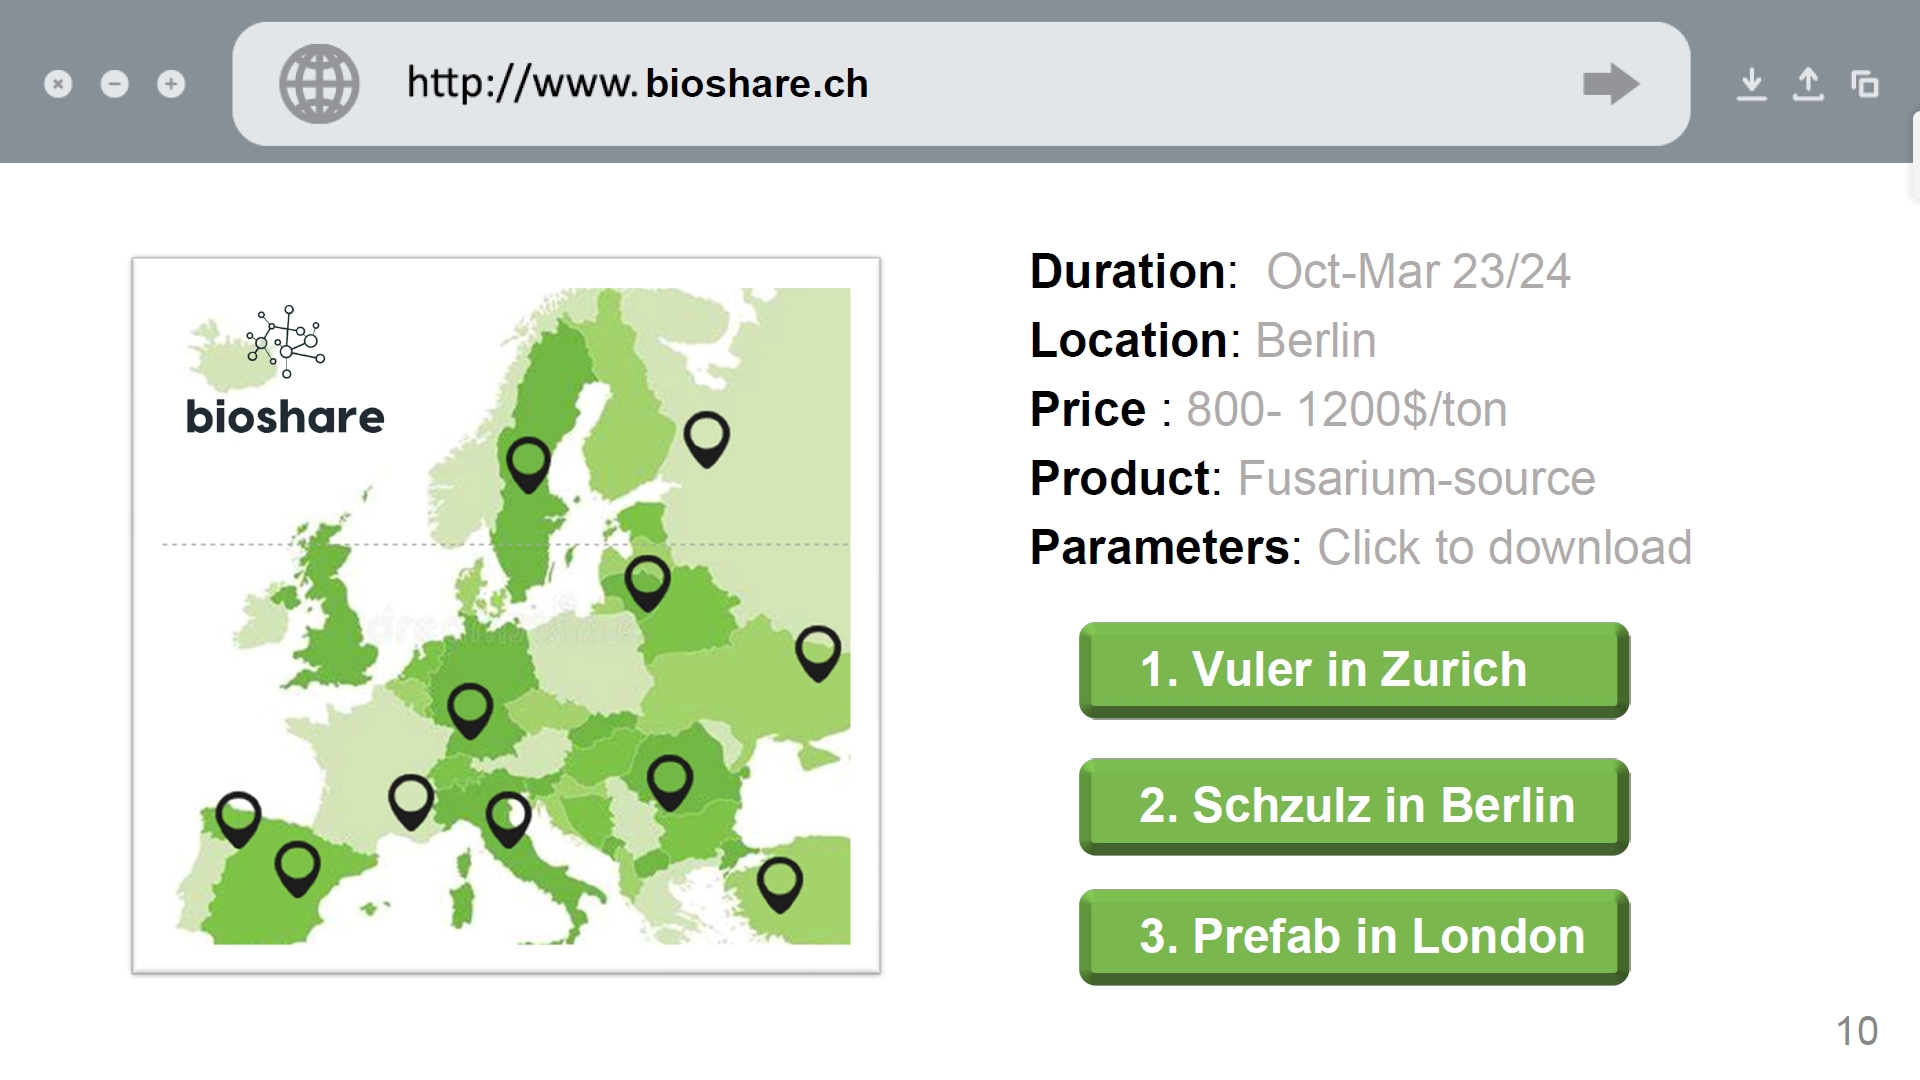 http://www. bioshare.ch
bioshare
Duration: Oct-Mar 23/24
Location: Berlin
Price : 800- 1200$/ton
Product: Fusarium-source
Parameters: Click to download
1. Vuler in Zurich
2. Schzulz in Berlin
3. Prefab in London
10